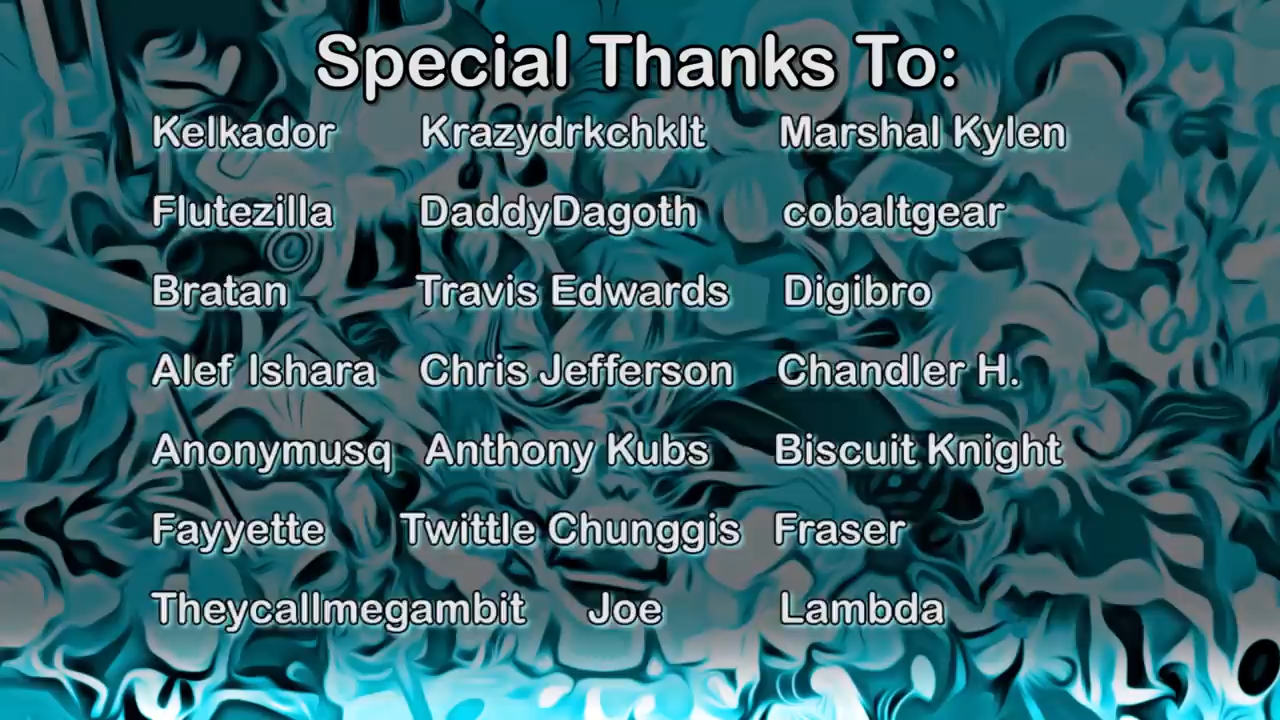 Special Thanks To:
Kelkador Krazydrkchklt Marshal Kylen
Flutezilla DaddyDagoth cobaltgear
Bratan Travis Edwards Digibro
Alef Ishara Chris Jefferson Chandler H.
Anonymusq Anthony Kubs Biscuit Knight
Fayyette Twittle Chunggis Fraser
Theycallmegambit Joe Lambda